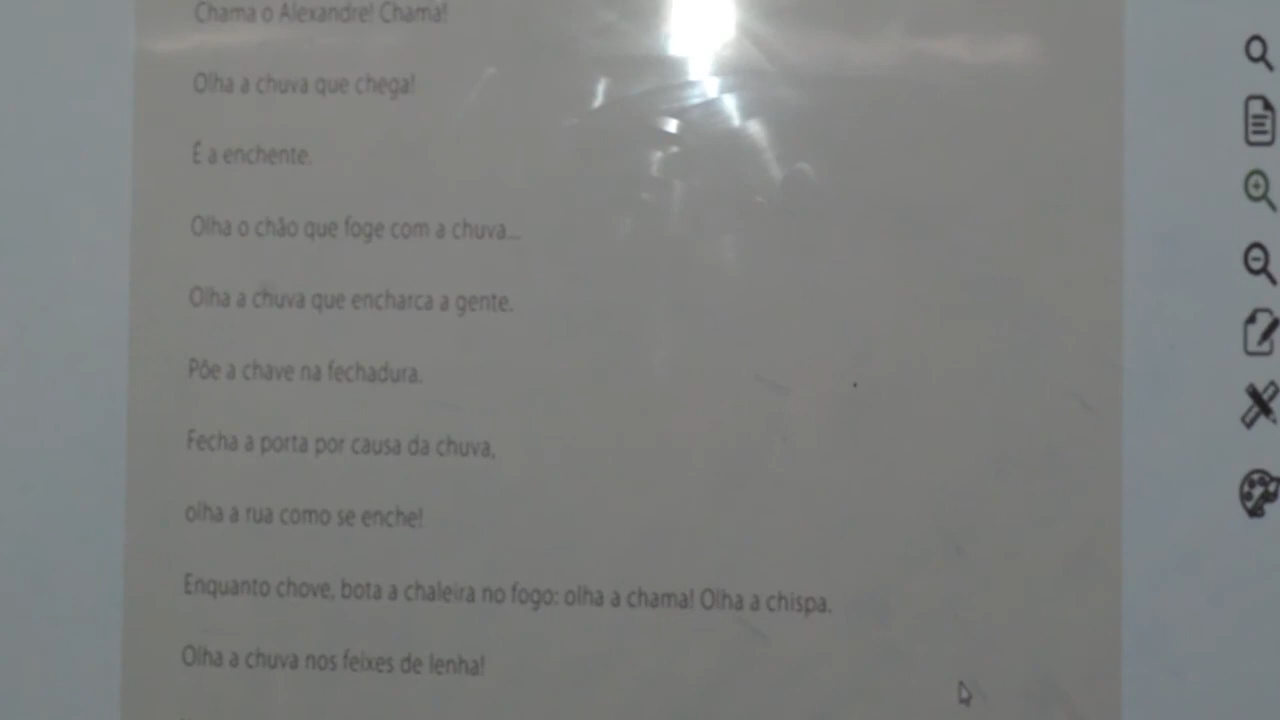 Chama o Alexandre! Chama!
Olha a chuva que chega!
É a enchente.
Olha o chão que foge com a chuva...
Olha a chuva que encharca a gente.
Põe a chave na fechadura.
Fecha a porta por causa da chuva,
olha a rua como se enche!
Enquanto chove, bota a chaleira no fogo: olha a chama! Olha a chispa.
Olha a chuva nos feixes de lenha!